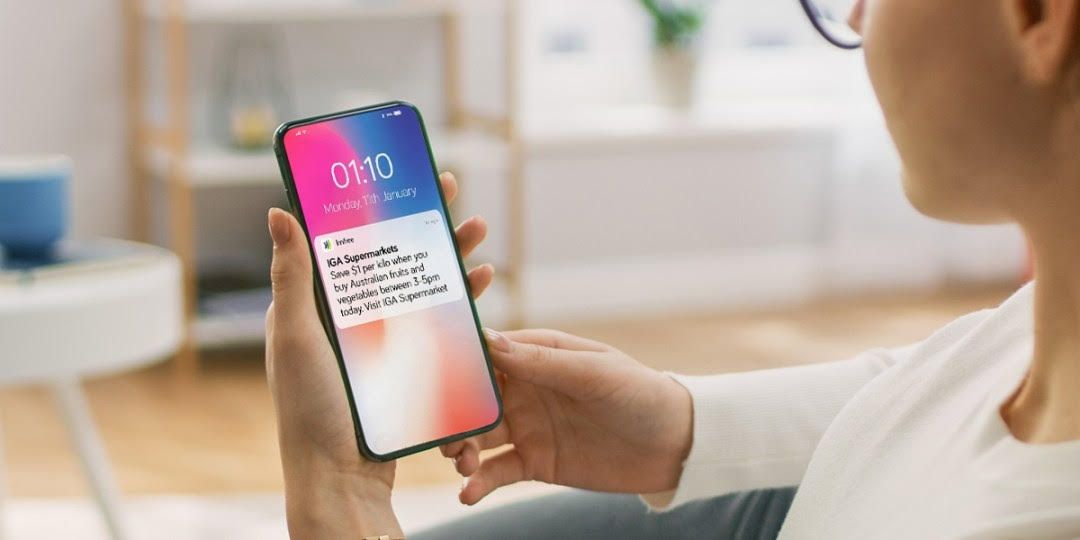 01:10
Monday, 11th January
IGA Supermarkets
Save $1 per kilo when you
buy Australian fruits and
vegetables between 3-5pm
today. Visit IGA Supermarket